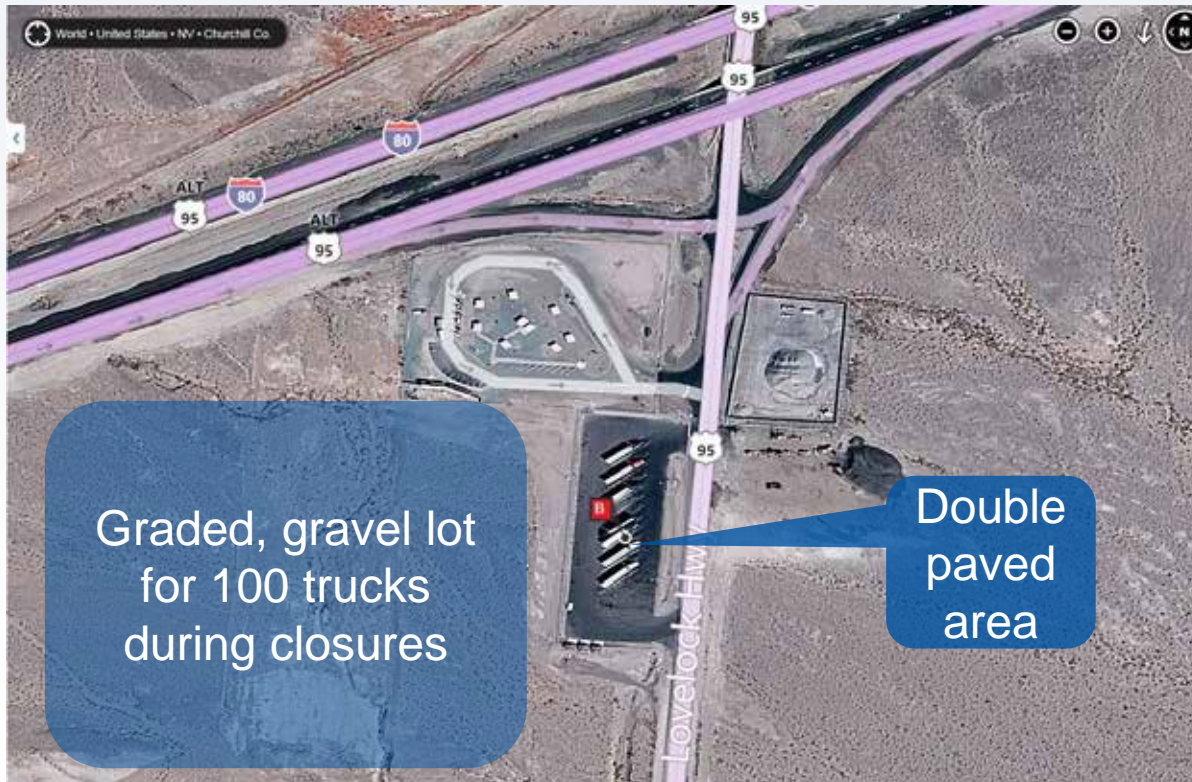 World • United States • NV • Churchill Co.
N
95
95
80
ALT
80
95
ALT
95
95
B
Graded, gravel lot
for 100 trucks
during closures
Double
paved
area
Lovelock Hwy